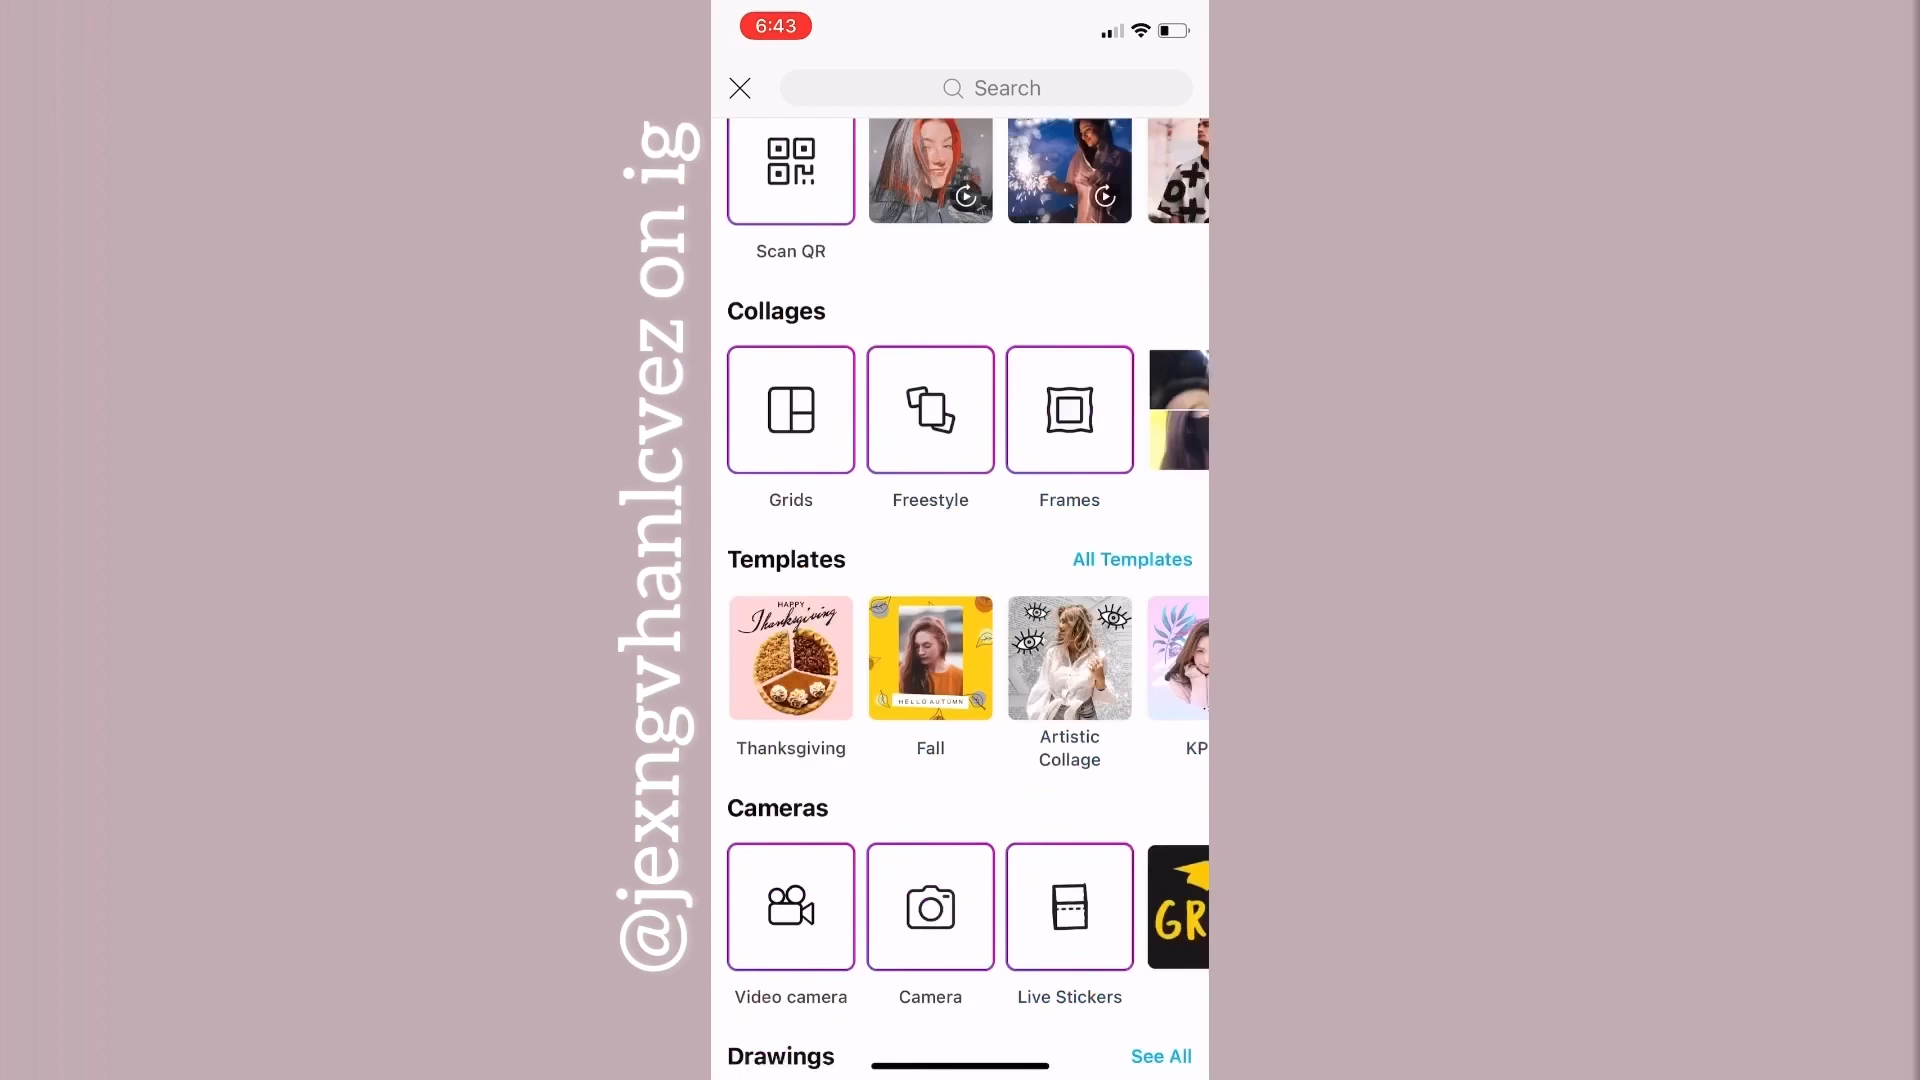 6:43
Search
Scan QR
Collages
Grids
Freestyle
Frames
Templates
All Templates
HAPPY
Thanksgiving
HELLO AUTUMN
Thanksgiving
Fall
Artistic
Collage
KP
Cameras
GR
Video camera
Camera
Live Stickers
Drawings
See All
@jexngvhanlcvez on ig